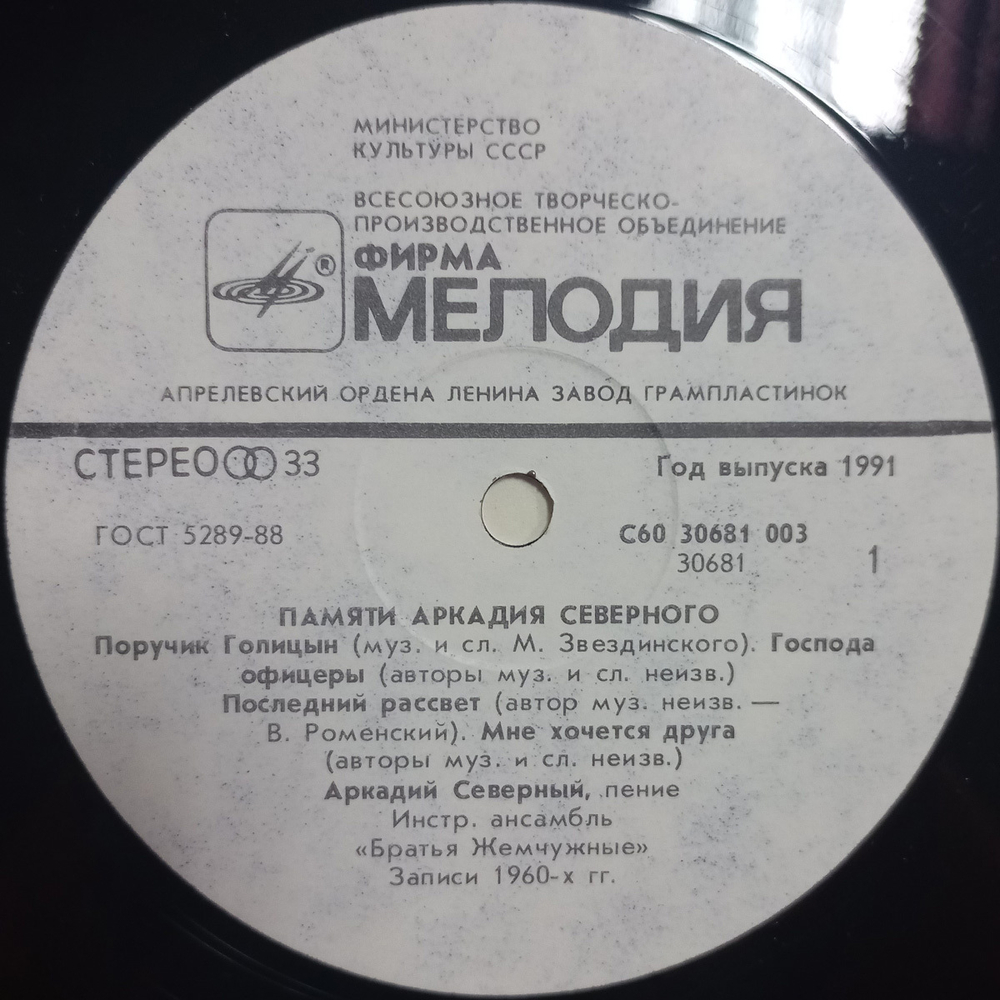 МИНИСТЕРСТВО
КУЛЬТУРЫ СССР
ВСЕСОЮЗНОЕ ТВОРЧЕСКО-
ПРОИЗВОДСТВЕННОЕ ОБЪЕДИНЕНИЕ
ФИРМА
®
МЕЛОДИЯ
АПРЕЛЕВСКИЙ ОРДЕНА ЛЕНИНА ЗАВОД ГРАМПЛАСТИНОК
СТЕРЕО 33
Год выпуска 1991
ГОСТ 5289-88
С60 30681 003
30681
1
ПАМЯТИ АРКАДИЯ СЕВЕРНОГО
Поручик Голицын (муз. и сл. М. Звездинского). Господа
офицеры (авторы муз. и сл. неизв.)
Последний рассвет (автор муз. неизв. —
В. Роменский). Мне хочется друга
(авторы муз. и сл. неизв.)
Аркадий Северный, пение
Инстр. ансамбль
«Братья Жемчужные»
Записи 1960-х гг.